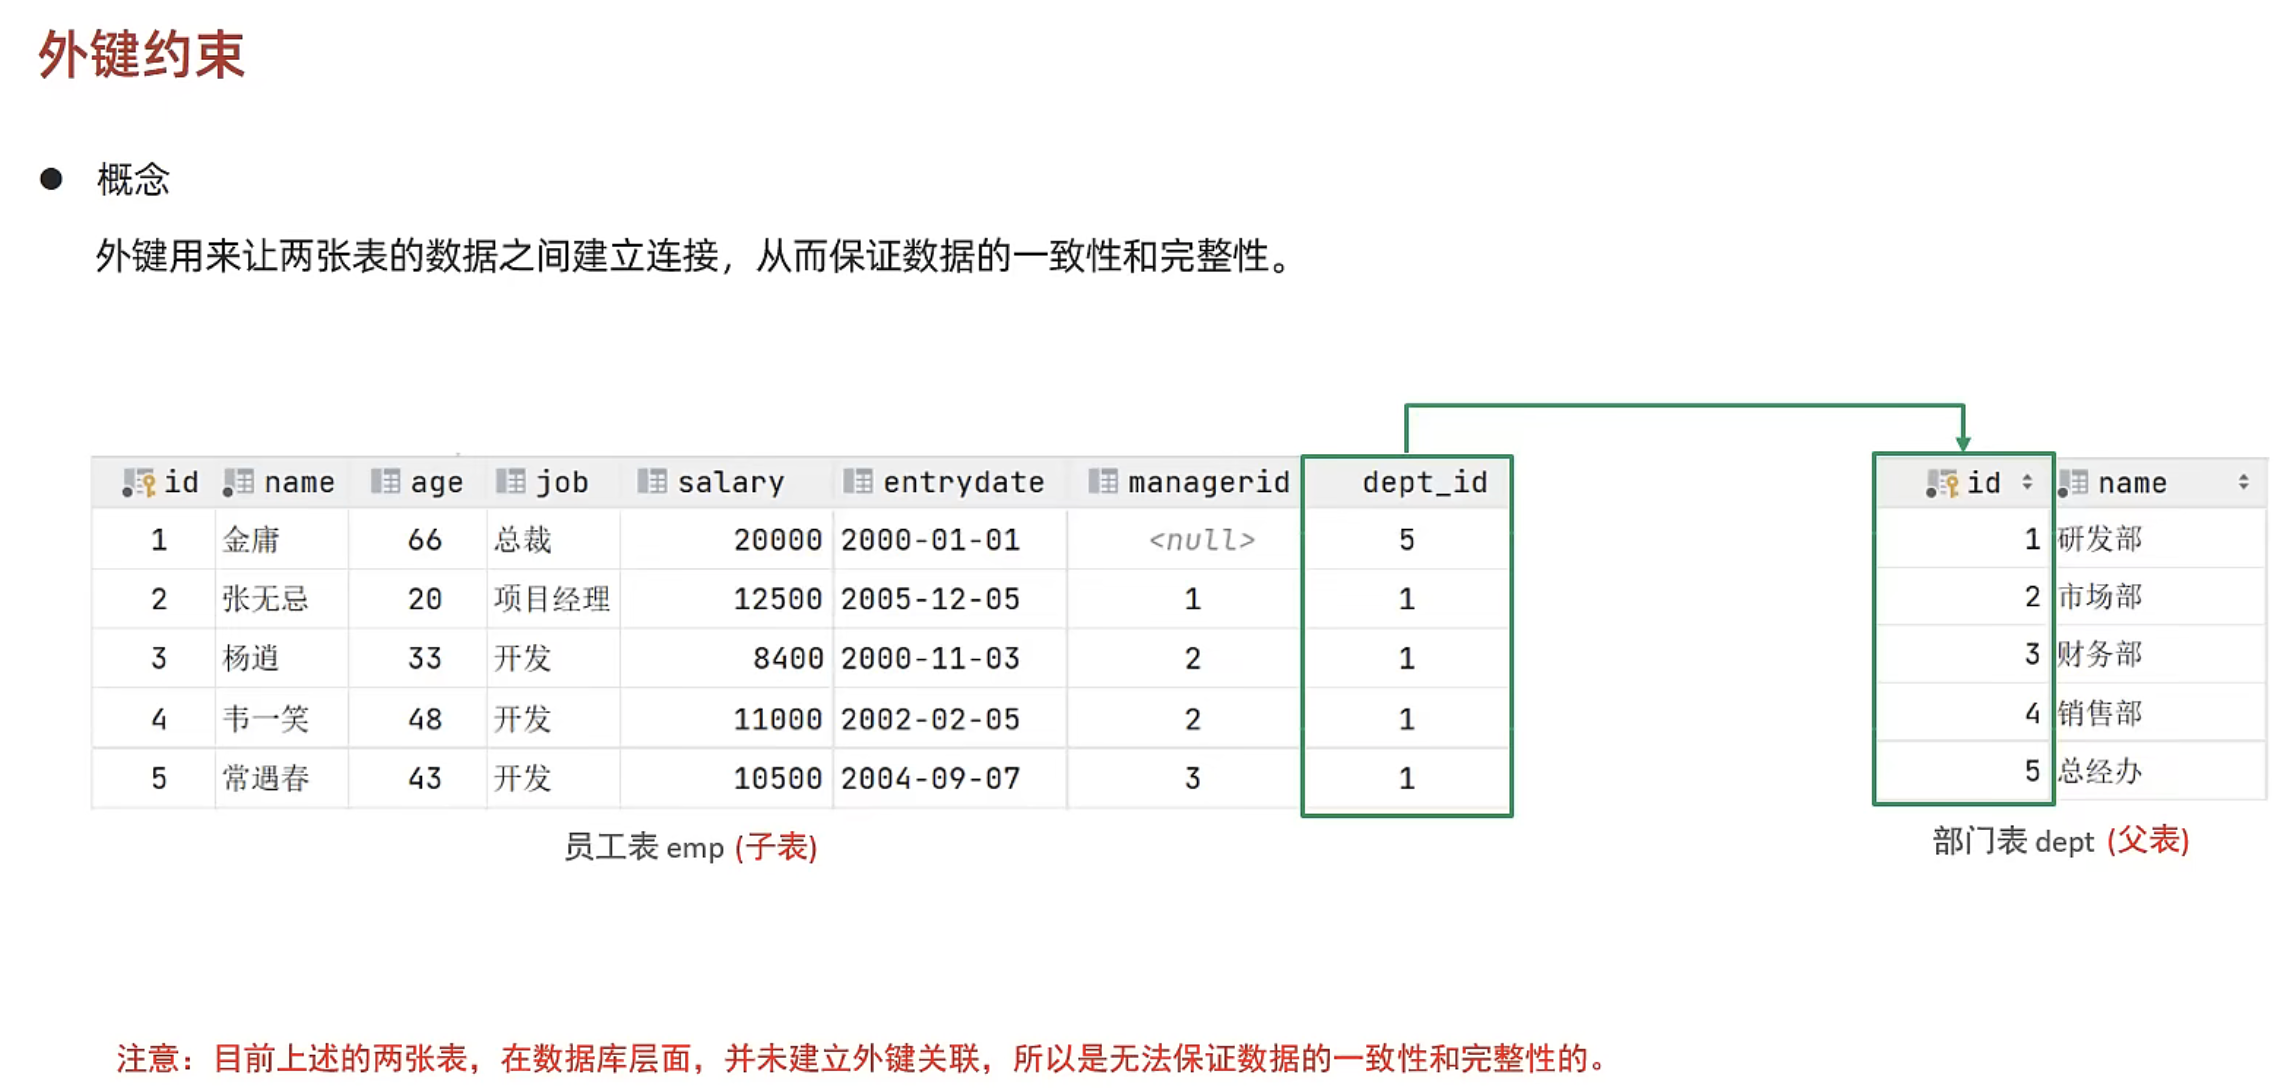 外键约束
概念
外键用来让两张表的数据之间建立连接，从而保证数据的一致性和完整性。
id name age job salary entrydate managerid dept_id
1 金庸 66 总裁 20000 2000-01-01 <null> 5
2 张无忌 20 项目经理 12500 2005-12-05 1 1
3 杨逍 33 开发 8400 2000-11-03 2 1
4 韦一笑 48 开发 11000 2002-02-05 2 1
5 常遇春 43 开发 10500 2004-09-07 3 1
员工表 emp (子表)
id name
1 研发部
2 市场部
3 财务部
4 销售部
5 总经办
部门表 dept (父表)
注意：目前上述的两张表，在数据库层面，并未建立外键关联，所以是无法保证数据的一致性和完整性的。